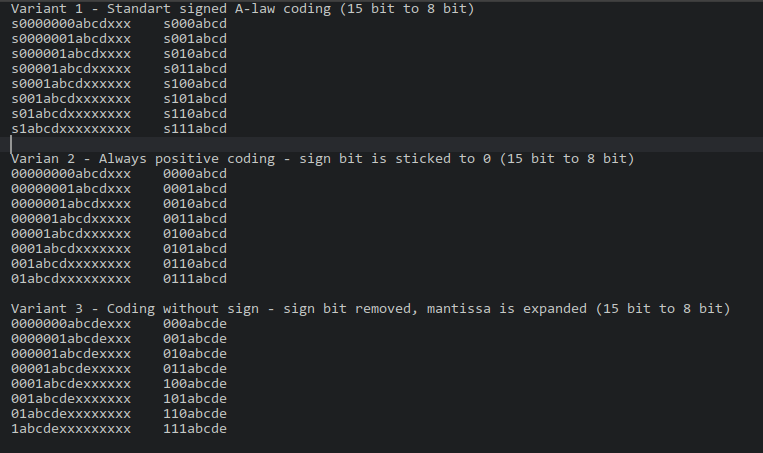 Variant 1 - Standart signed A-law coding (15 bit to 8 bit)
s0000000abcdxxx    s000abcd
s0000001abcdxxx    s001abcd
s000001abcdxxxx    s010abcd
s00001abcdxxxxx    s011abcd
s0001abcdxxxxxx    s100abcd
s001abcdxxxxxxx    s101abcd
s01abcdxxxxxxxx    s110abcd
s1abcdxxxxxxxxx    s111abcd
Varian 2 - Always positive coding - sign bit is sticked to 0 (15 bit to 8 bit)
00000000abcdxxx    0000abcd
00000001abcdxxx    0001abcd
0000001abcdxxxx    0010abcd
000001abcdxxxxx    0011abcd
00001abcdxxxxxx    0100abcd
0001abcdxxxxxxx    0101abcd
001abcdxxxxxxxx    0110abcd
01abcdxxxxxxxxx    0111abcd
Variant 3 - Coding without sign - sign bit removed, mantissa is expanded (15 bit to 8 bit)
0000000abcdexxx    000abcde
0000001abcdexxx    001abcde
000001abcdexxxx    010abcde
00001abcdexxxxx    011abcde
0001abcdexxxxxx    100abcde
001abcdexxxxxxx    101abcde
01abcdexxxxxxxx    110abcde
1abcdexxxxxxxxx    111abcde